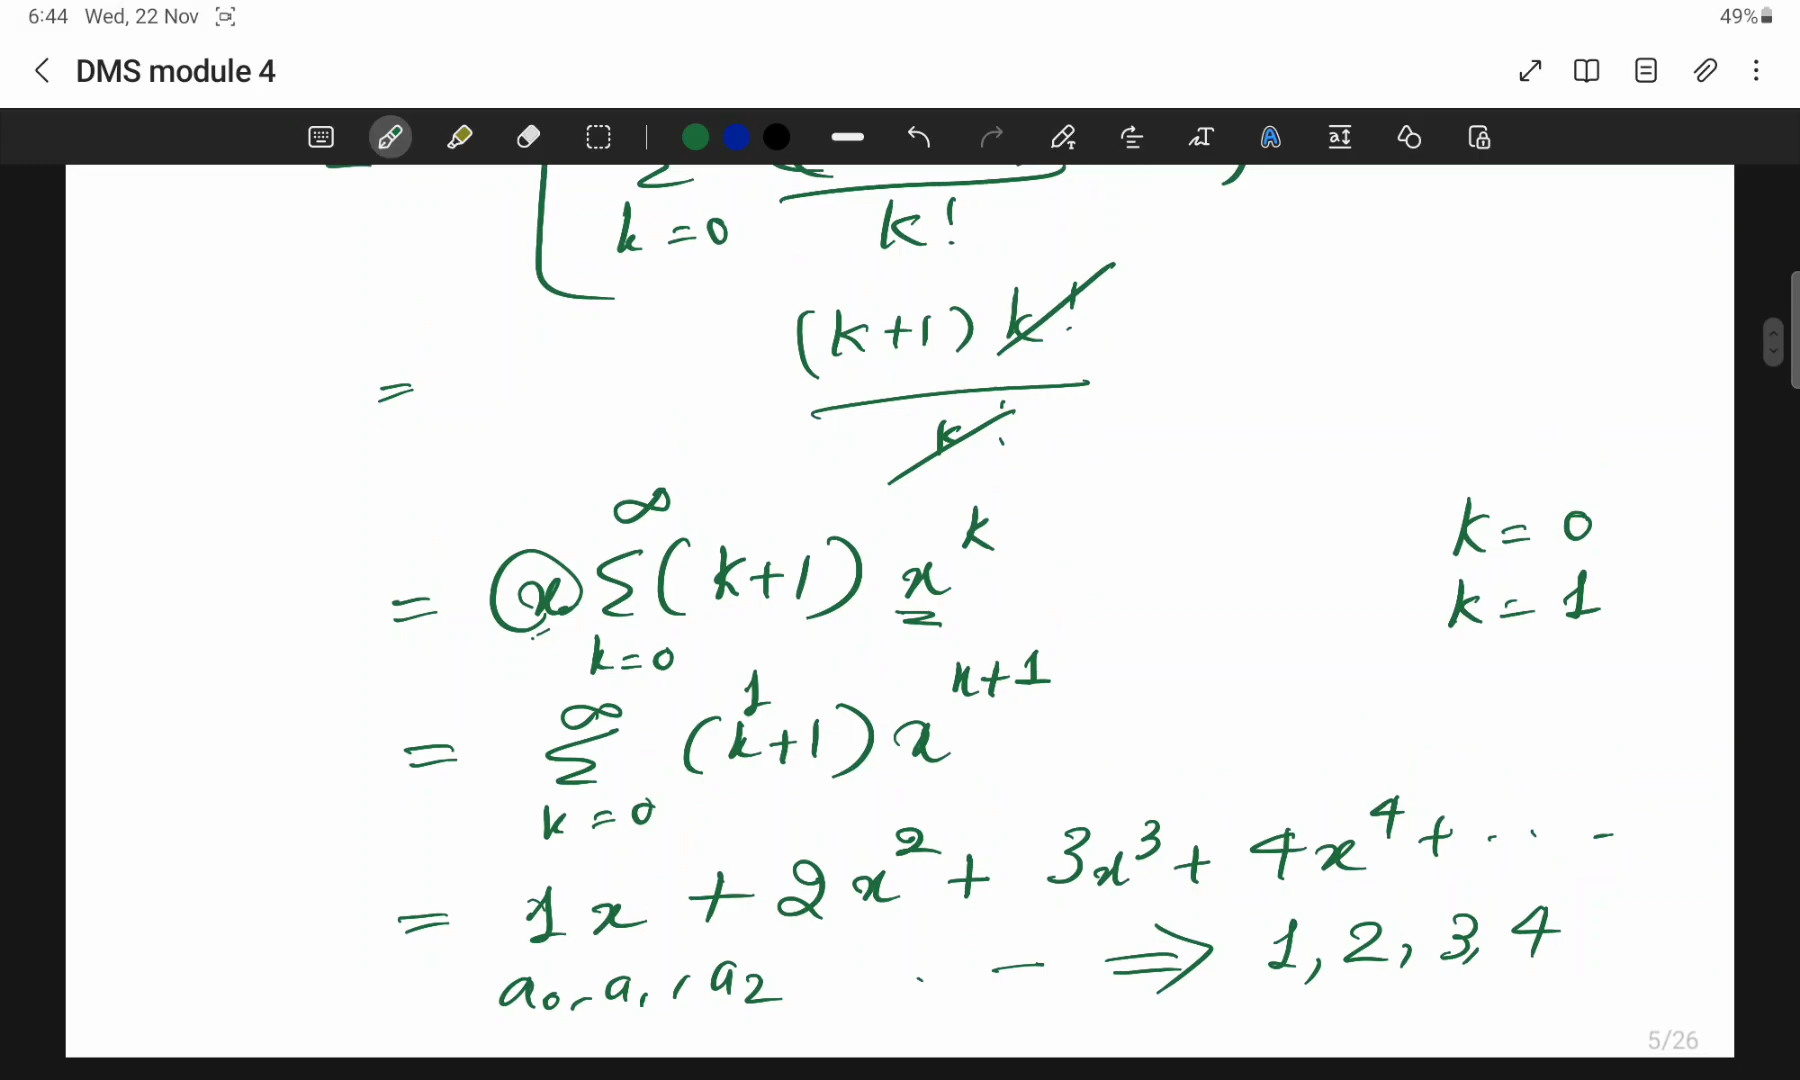 6:44 Wed, 22 Nov 49%
DMS module 4
k=0 k!
(k+1) k!
=
k!
∞ k k=0
= x Σ (k+1) x
k=0 k=1
∞ 1 k+1
= Σ (k+1) x
k=0
= 1x + 2x² + 3x³ + 4x⁴ + ... -
a₀, a₁, a₂ . - ⇒ 1, 2, 3, 4
5/26